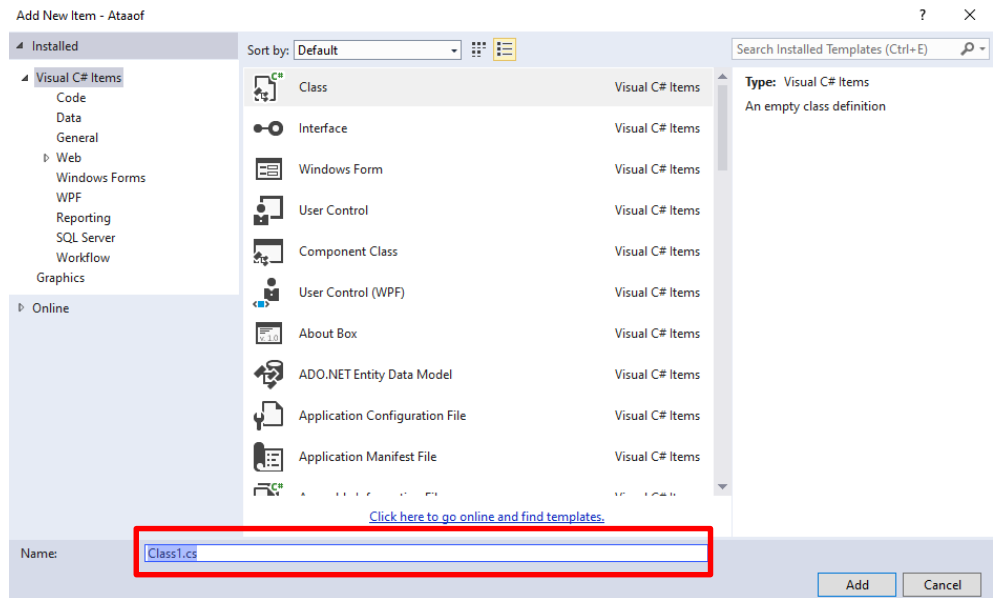 Add New Item - Ataaof
? 
Installed
Sort by: Default
Search Installed Templates (Ctrl+E)
Visual C# Items
Code
Data
General
Web
Windows Forms
WPF
Reporting
SQL Server
Workflow
Graphics
Online
C# Class Visual C# Items
Interface Visual C# Items
Windows Form Visual C# Items
User Control Visual C# Items
Component Class Visual C# Items
User Control (WPF) Visual C# Items
v. 1.0 About Box Visual C# Items
ADO.NET Entity Data Model Visual C# Items
Application Configuration File Visual C# Items
Application Manifest File Visual C# Items
C#
Click here to go online and find templates.
Type: Visual C# Items
An empty class definition
Name: Class1.cs
Add Cancel